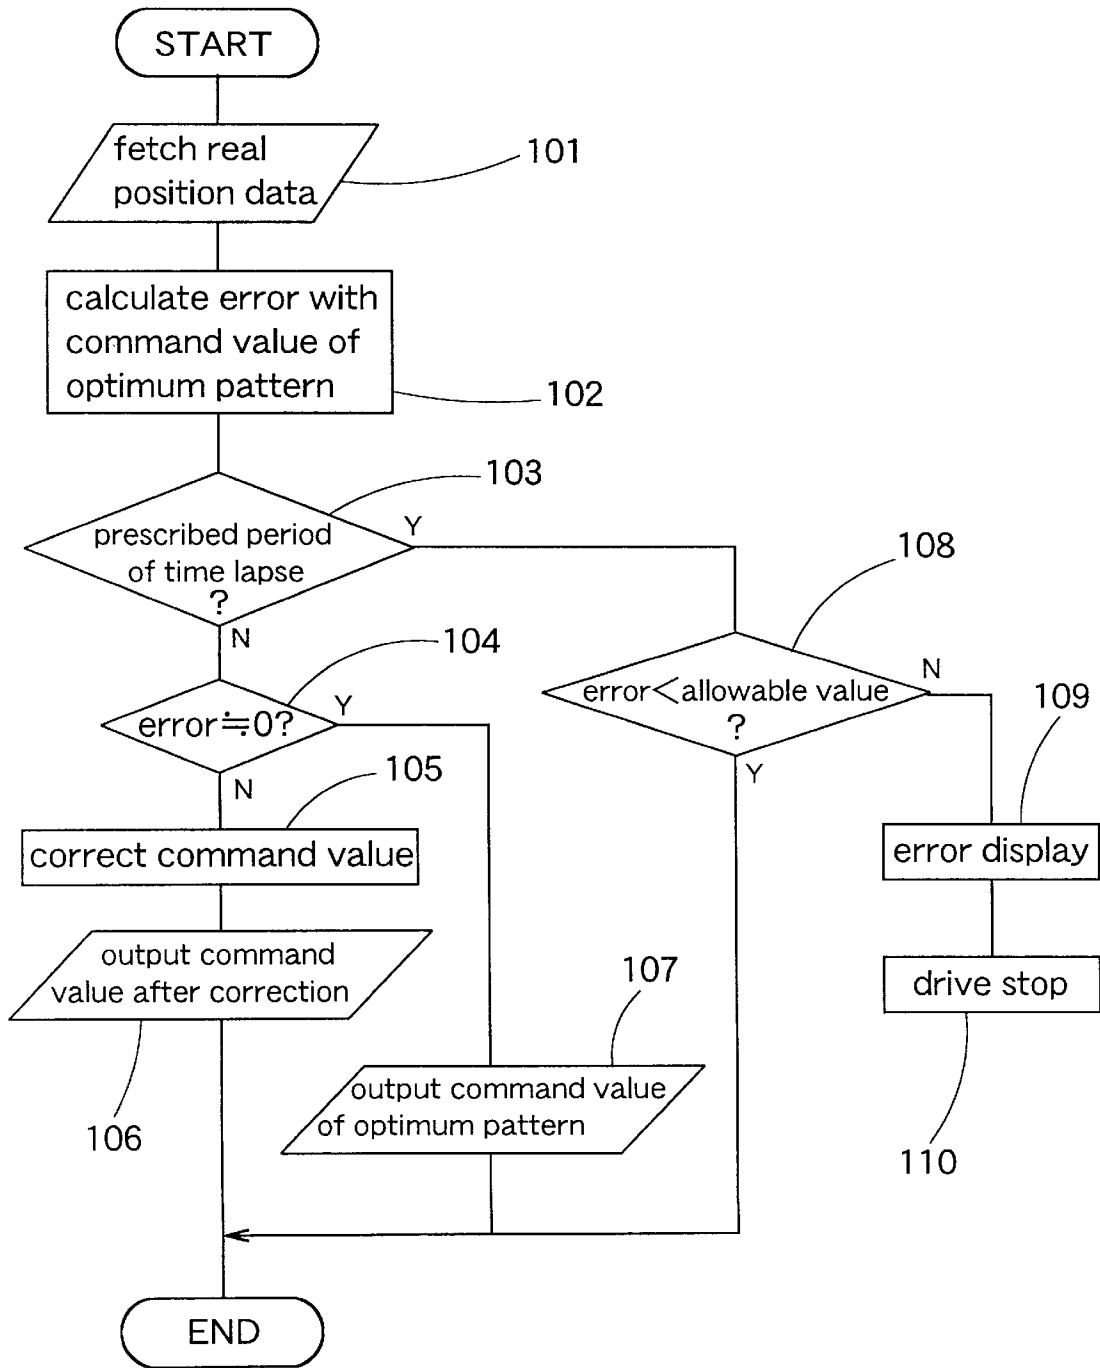 START
fetch real
position data
101
calculate error with
command value of
optimum pattern
102
103
prescribed period
of time lapse
?
Y
N
108
error<allowable value
?
N
Y
104
error≒0?
Y
N
109
105
correct command value
error display
output command
value after correction
106
107
output command value
of optimum pattern
drive stop
110
END